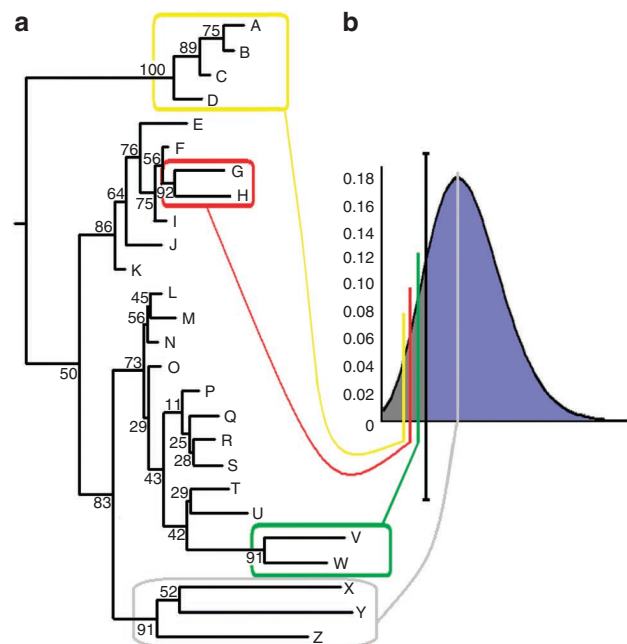 a
b
A
75
B
89
C
100
D
E
76
F
56
G
92
H
64
75
I
86
J
K
L
45
M
56
N
73
O
50
P
11
Q
29
25
R
28
S
43
29
T
83
U
42
V
91
W
52
X
Y
91
Z
0.18
0.16
0.14
0.12
0.10
0.08
0.06
0.04
0.02
0